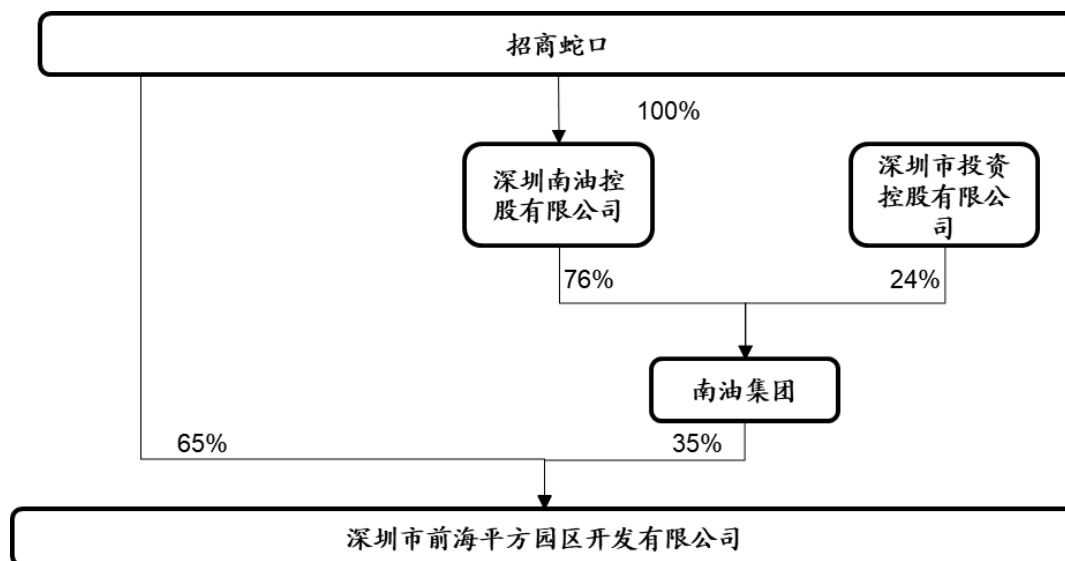 招商蛇口
100%
深圳南油控
股有限公司
深圳市投资
控股有限公
司
76%
24%
南油集团
65%
35%
深圳市前海平方园区开发有限公司